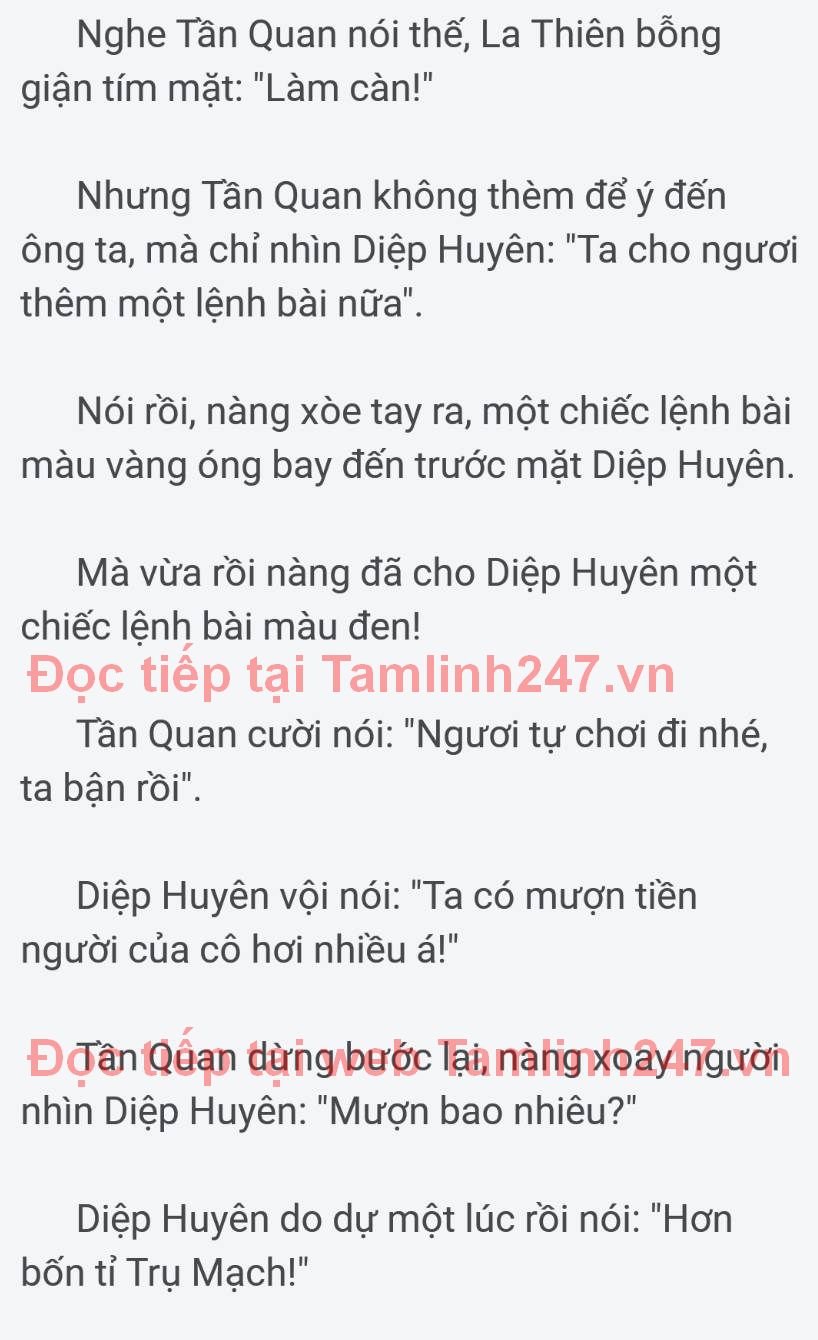 Nghe Tần Quan nói thế, La Thiên bỗng
giận tím mặt: "Làm càn!"
Nhưng Tần Quan không thèm để ý đến
ông ta, mà chỉ nhìn Diệp Huyên: "Ta cho ngươi
thêm một lệnh bài nữa".
Nói rồi, nàng xòe tay ra, một chiếc lệnh bài
màu vàng óng bay đến trước mặt Diệp Huyên.
Mà vừa rồi nàng đã cho Diệp Huyên một
chiếc lệnh bài màu đen!
Đọc tiếp tại Tamlinh247.vn
Tần Quan cười nói: "Ngươi tự chơi đi nhé,
ta bận rồi".
Diệp Huyên vội nói: "Ta có mượn tiền
người của cô hơi nhiều á!"
Đọc tiếp tại web Tamlinh247.vn
Tần Quan dừng bước lại, nàng xoay người
nhìn Diệp Huyên: "Mượn bao nhiêu?"
Diệp Huyên do dự một lúc rồi nói: "Hơn
bốn tỉ Trụ Mạch!"